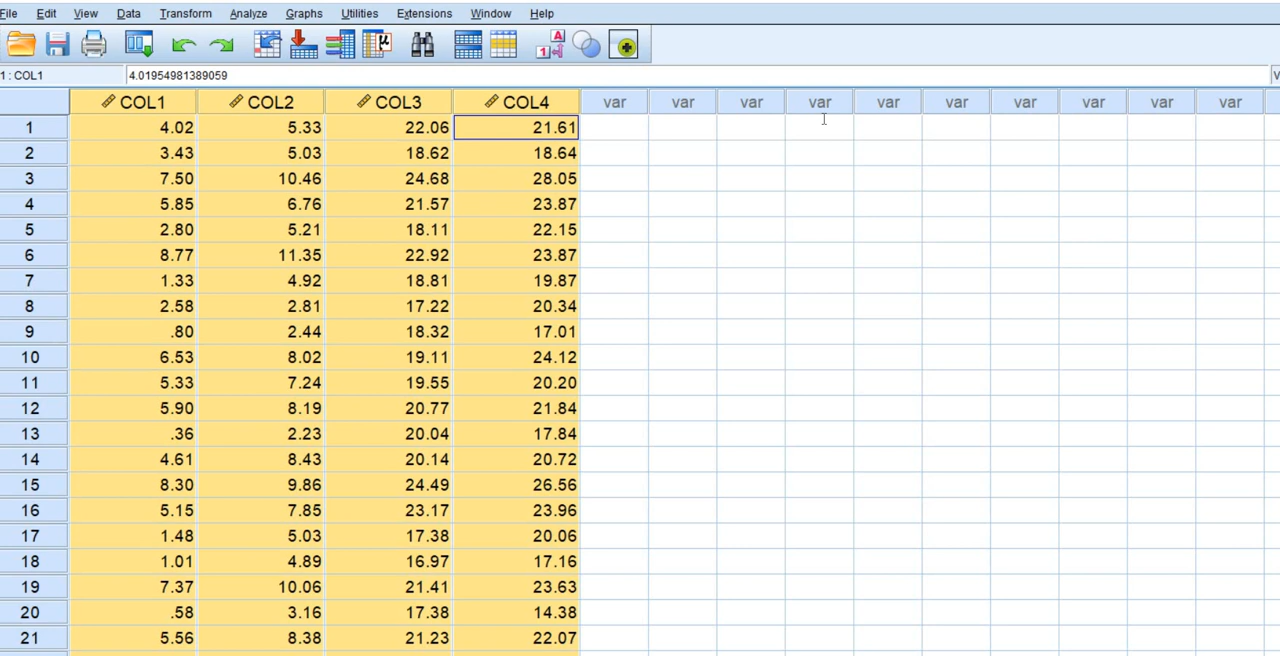 File Edit View Data Transform Analyze Graphs Utilities Extensions Window Help
1 : COL1 4.01954981389059
COL1 COL2 COL3 COL4 var var var var var var var var var var
1 4.02 5.33 22.06 21.61
2 3.43 5.03 18.62 18.64
3 7.50 10.46 24.68 28.05
4 5.85 6.76 21.57 23.87
5 2.80 5.21 18.11 22.15
6 8.77 11.35 22.92 23.87
7 1.33 4.92 18.81 19.87
8 2.58 2.81 17.22 20.34
9 .80 2.44 18.32 17.01
10 6.53 8.02 19.11 24.12
11 5.33 7.24 19.55 20.20
12 5.90 8.19 20.77 21.84
13 .36 2.23 20.04 17.84
14 4.61 8.43 20.14 20.72
15 8.30 9.86 24.49 26.56
16 5.15 7.85 23.17 23.96
17 1.48 5.03 17.38 20.06
18 1.01 4.89 16.97 17.16
19 7.37 10.06 21.41 23.63
20 .58 3.16 17.38 14.38
21 5.56 8.38 21.23 22.07